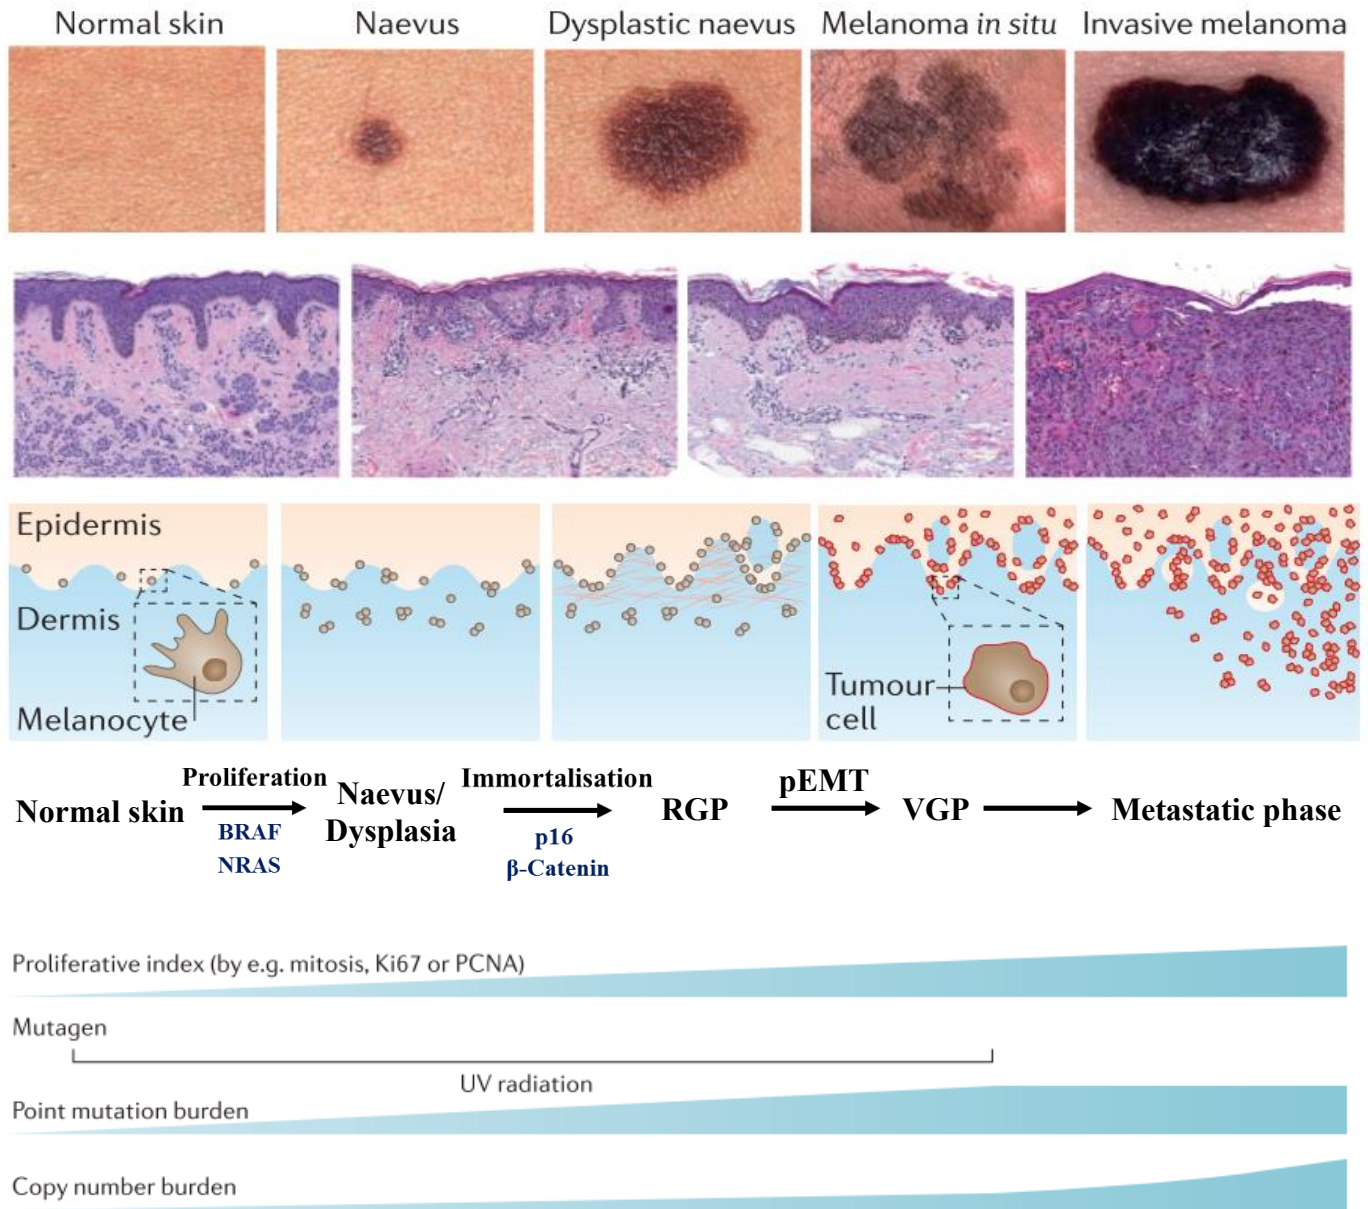 Normal skin
Naevus
Dysplastic naevus
Melanoma in situ
Invasive melanoma
Epidermis
Dermis
Melanocyte
Tumour
cell
Normal skin
Proliferation
BRAF
NRAS
Naevus/
Dysplasia
Immortalisation
p16
β-Catenin
RGP
pEMT
VGP
Metastatic phase
Proliferative index (by e.g. mitosis, Ki67 or PCNA)
Mutagen
UV radiation
Point mutation burden
Copy number burden